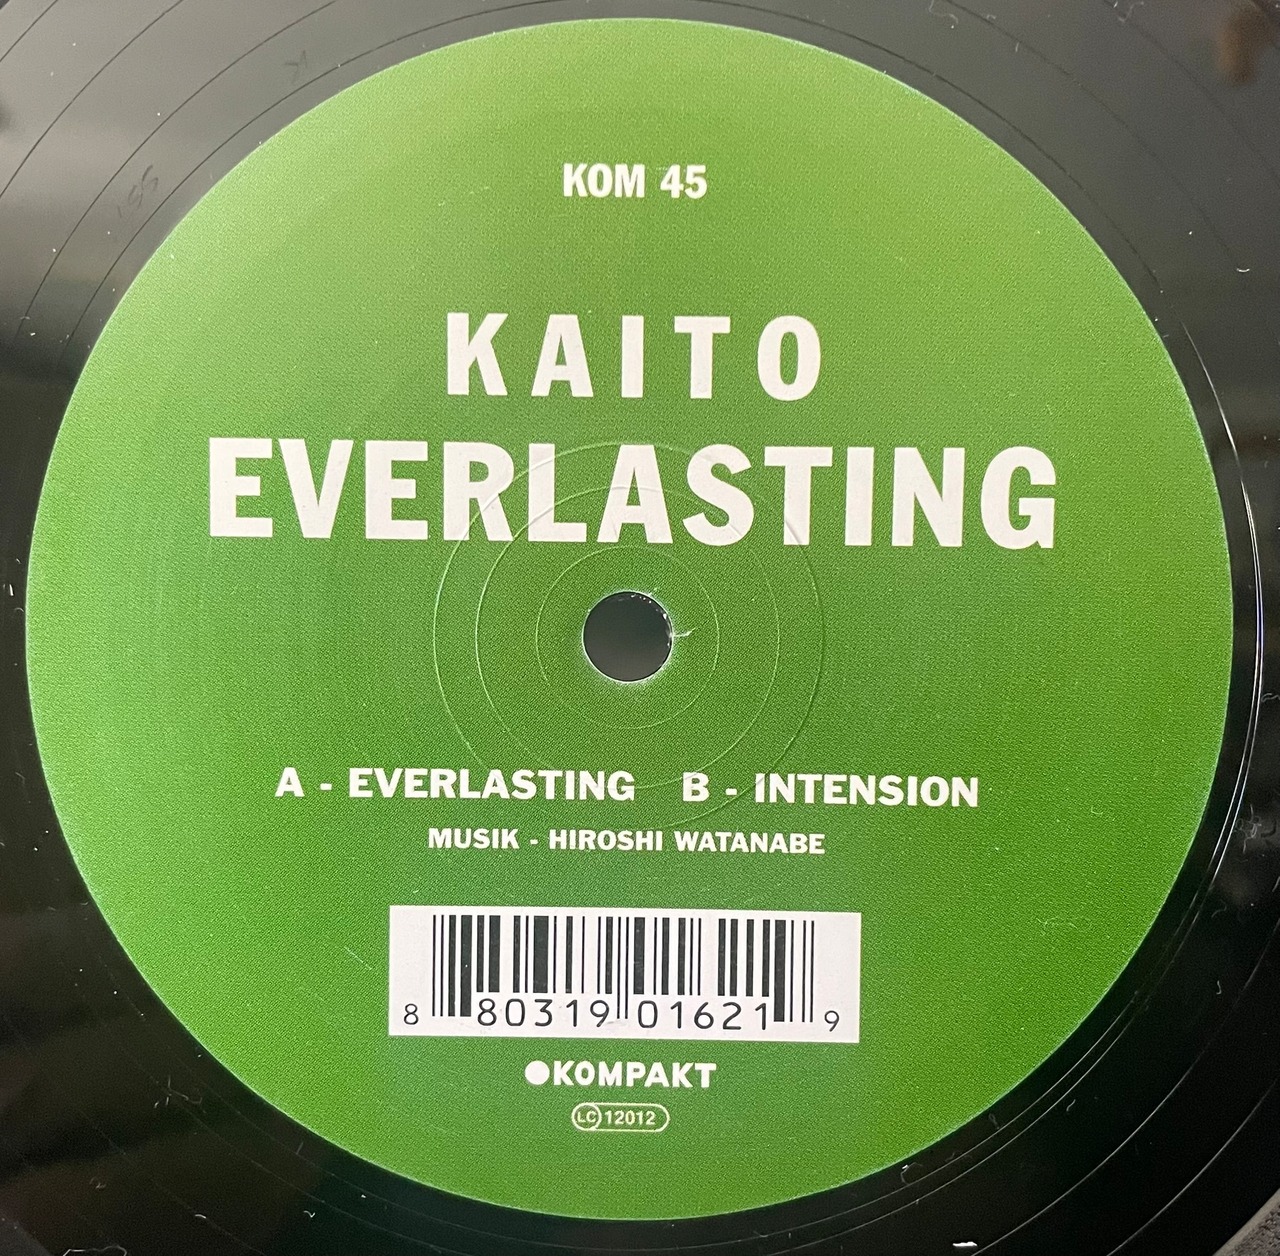 KOM 45
KAITO
EVERLASTING
A - EVERLASTING B - INTENSION
MUSIK - HIROSHI WATANABE
8 80319 01621 9
KOMPAKT
LC 12012